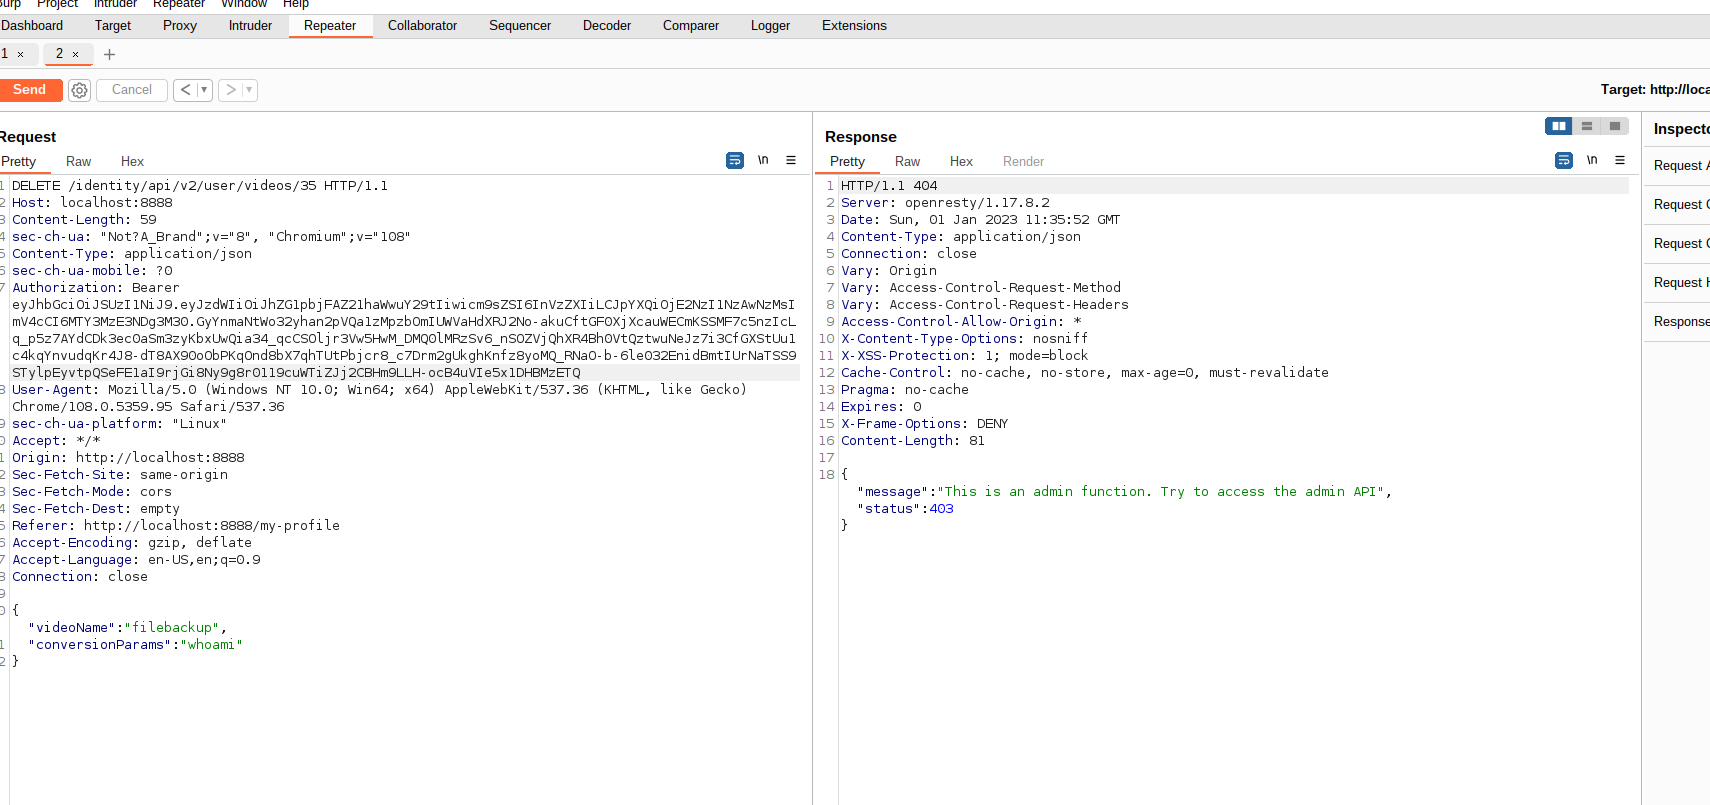 Burp Project Intruder Repeater Window Help
Dashboard Target Proxy Intruder Repeater Collaborator Sequencer Decoder Comparer Logger Extensions
1 × 2 × +
Send Cancel < ▼ > ▼ Target: http://loca
Request
Pretty Raw Hex \n ≡
1 DELETE /identity/api/v2/user/videos/35 HTTP/1.1
2 Host: localhost:8888
3 Content-Length: 59
4 sec-ch-ua: "Not?A_Brand";v="8", "Chromium";v="108"
5 Content-Type: application/json
6 sec-ch-ua-mobile: ?0
7 Authorization: Bearer
8 User-Agent: Mozilla/5.0 (Windows NT 10.0; Win64; x64) AppleWebKit/537.36 (KHTML, like Gecko)
Chrome/108.0.5359.95 Safari/537.36
9 sec-ch-ua-platform: "Linux"
0 Accept: */*
1 Origin: http://localhost:8888
2 Sec-Fetch-Site: same-origin
3 Sec-Fetch-Mode: cors
4 Sec-Fetch-Dest: empty
5 Referer: http://localhost:8888/my-profile
6 Accept-Encoding: gzip, deflate
7 Accept-Language: en-US,en;q=0.9
8 Connection: close
9
0 {
"videoName":"filebackup",
1 "conversionParams":"whoami"
2 }
Response
Pretty Raw Hex Render \n ≡
1 HTTP/1.1 404
2 Server: openresty/1.17.8.2
3 Date: Sun, 01 Jan 2023 11:35:52 GMT
4 Content-Type: application/json
5 Connection: close
6 Vary: Origin
7 Vary: Access-Control-Request-Method
8 Vary: Access-Control-Request-Headers
9 Access-Control-Allow-Origin: *
10 X-Content-Type-Options: nosniff
11 X-XSS-Protection: 1; mode=block
12 Cache-Control: no-cache, no-store, max-age=0, must-revalidate
13 Pragma: no-cache
14 Expires: 0
15 X-Frame-Options: DENY
16 Content-Length: 81
17
18 {
"message":"This is an admin function. Try to access the admin API",
"status":403
}
Inspecto
Request A
Request
Request
Request H
Response